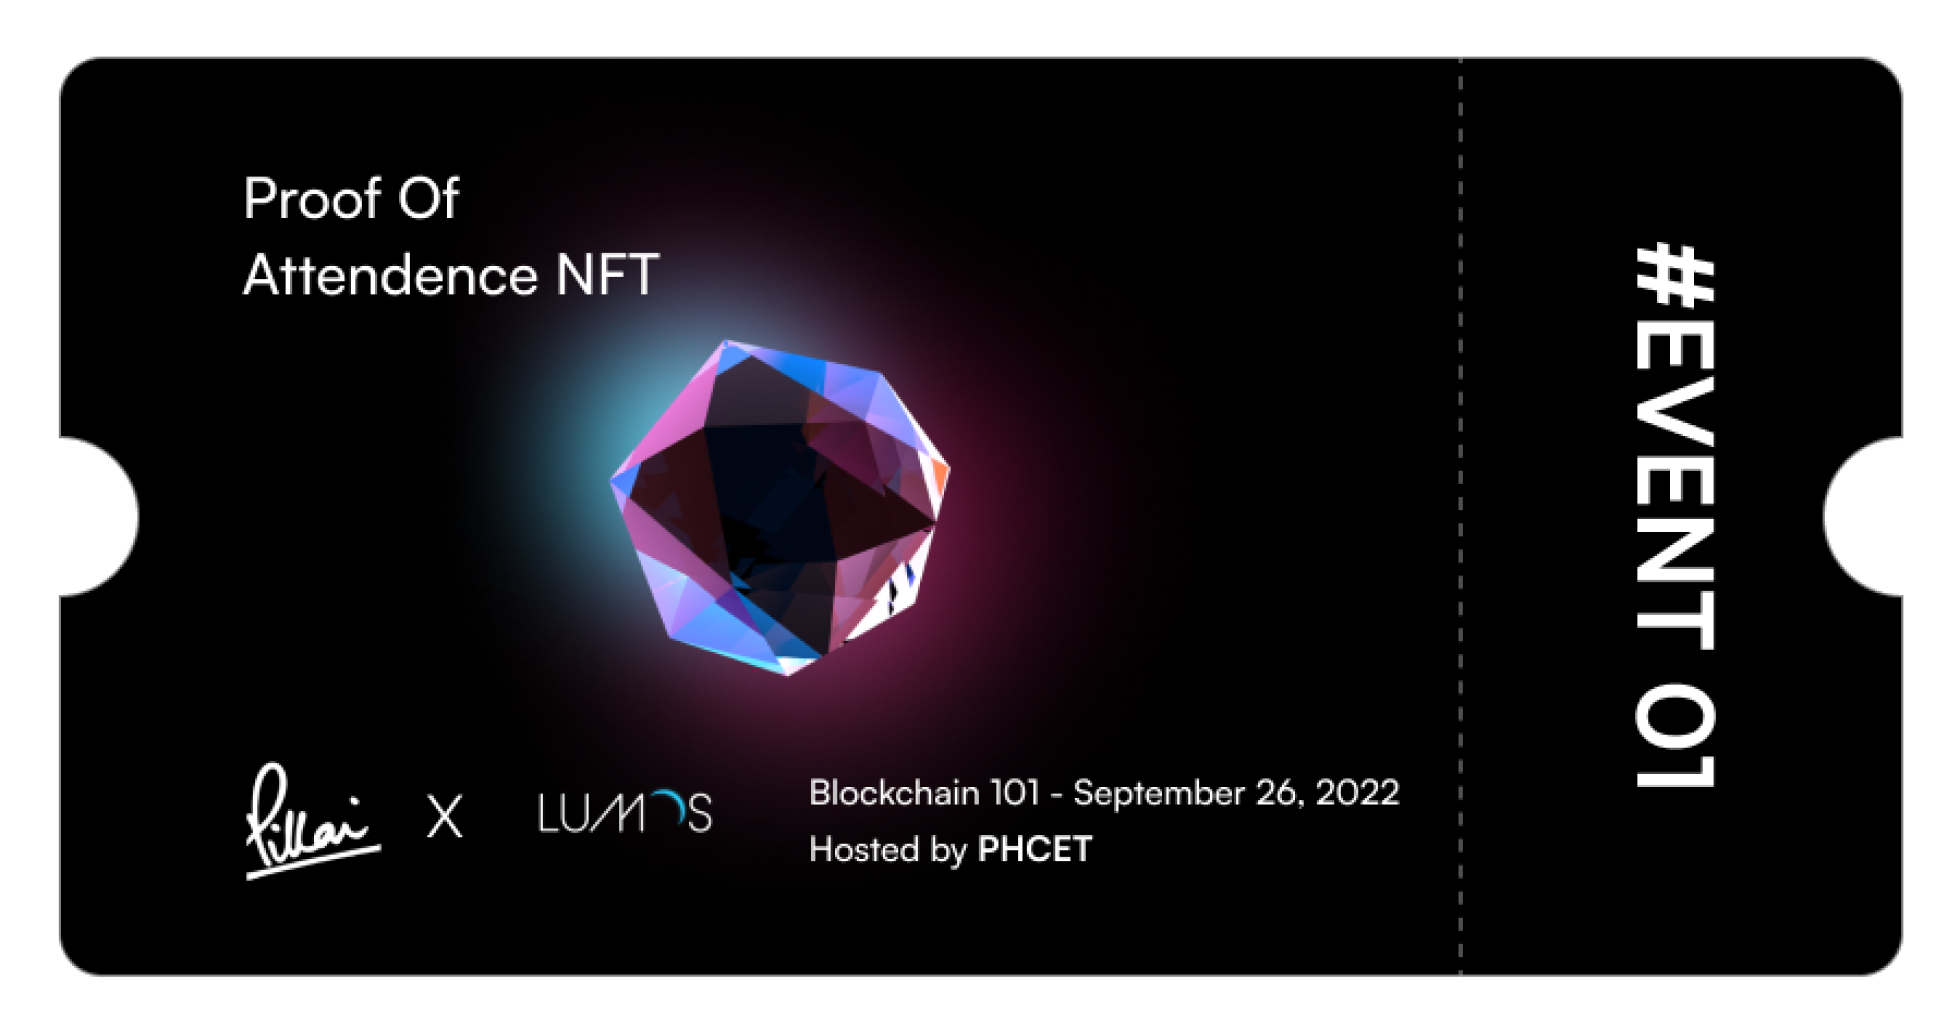 Proof Of
Attendence NFT
Pillai X LUMOS
Blockchain 101 - September 26, 2022
Hosted by PHCET
#EVENT 01